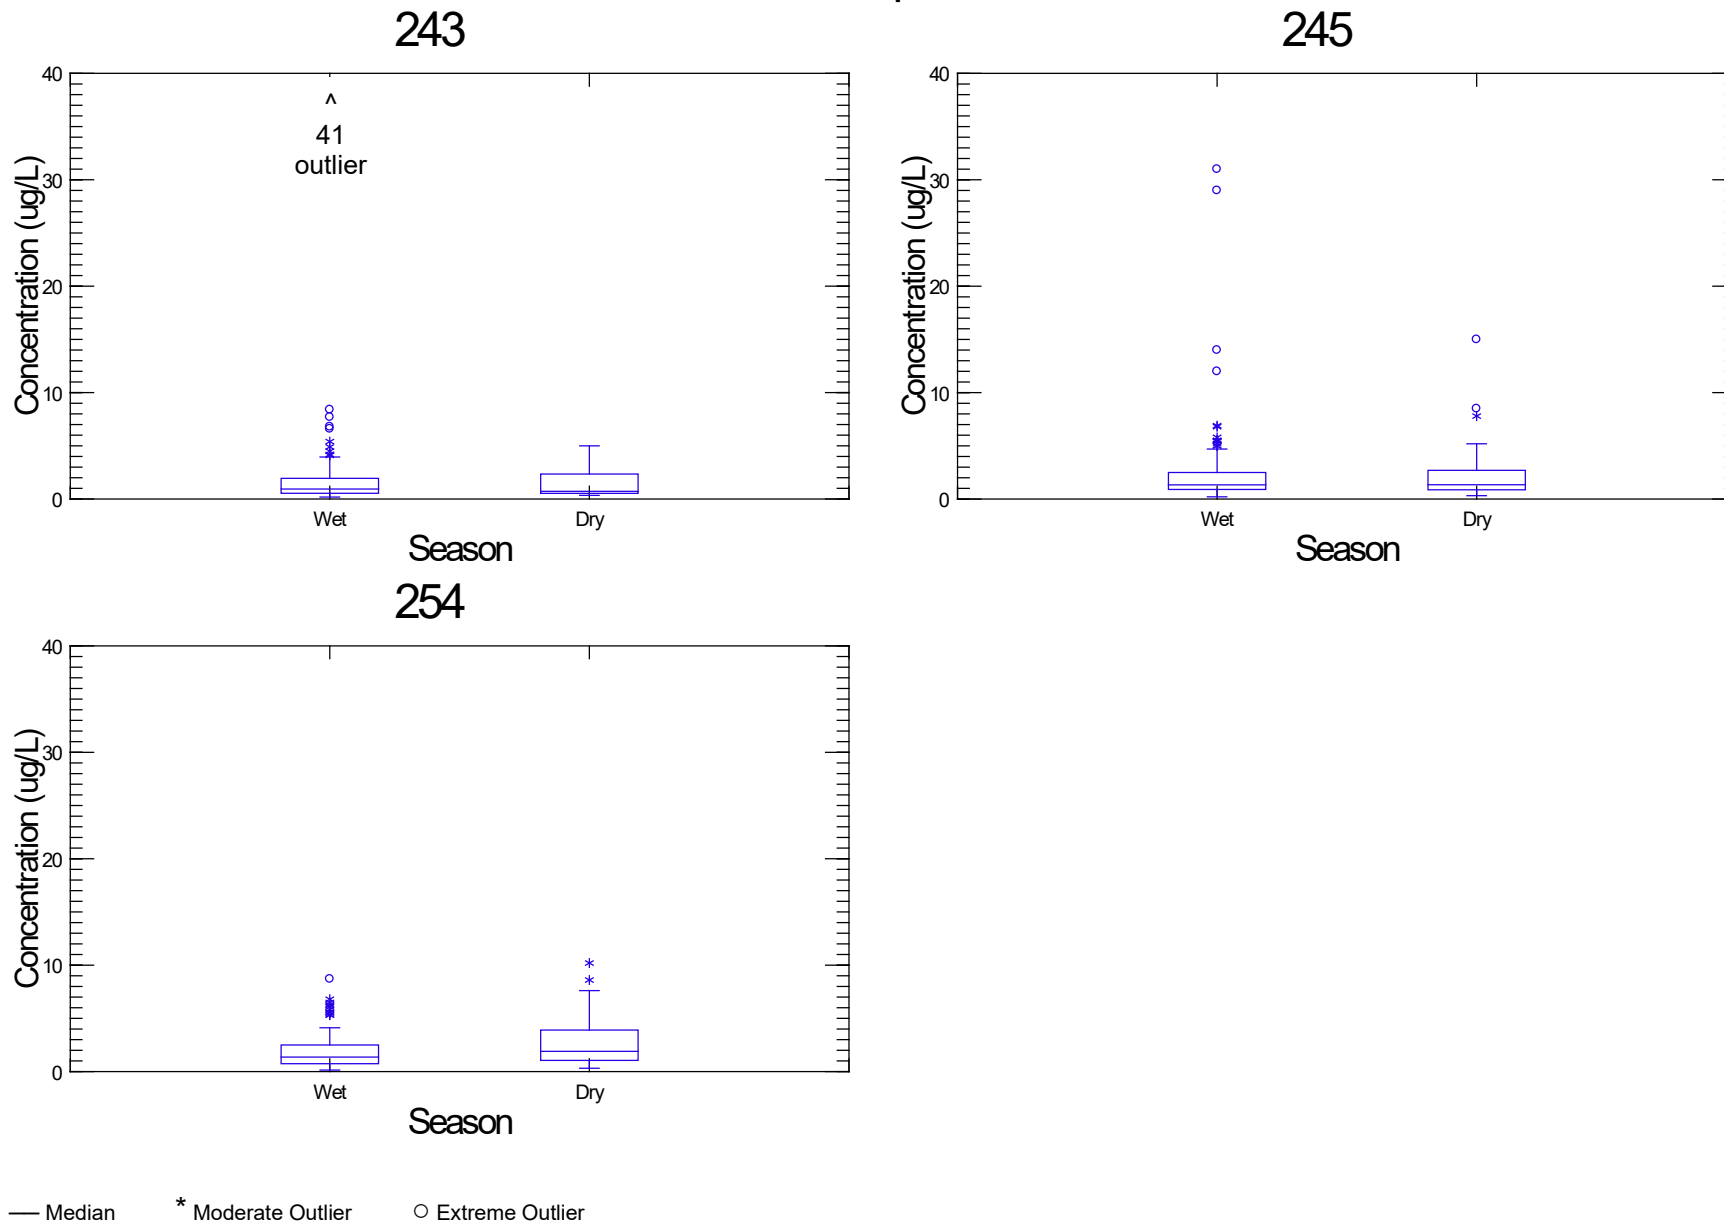 243
Concentration (ug/L)
40
30
20
10
0
^
41
outlier
Wet
Dry
Season
245
Concentration (ug/L)
40
30
20
10
0
Wet
Dry
Season
254
Concentration (ug/L)
40
30
20
10
0
Wet
Dry
Season
— Median * Moderate Outlier ○ Extreme Outlier